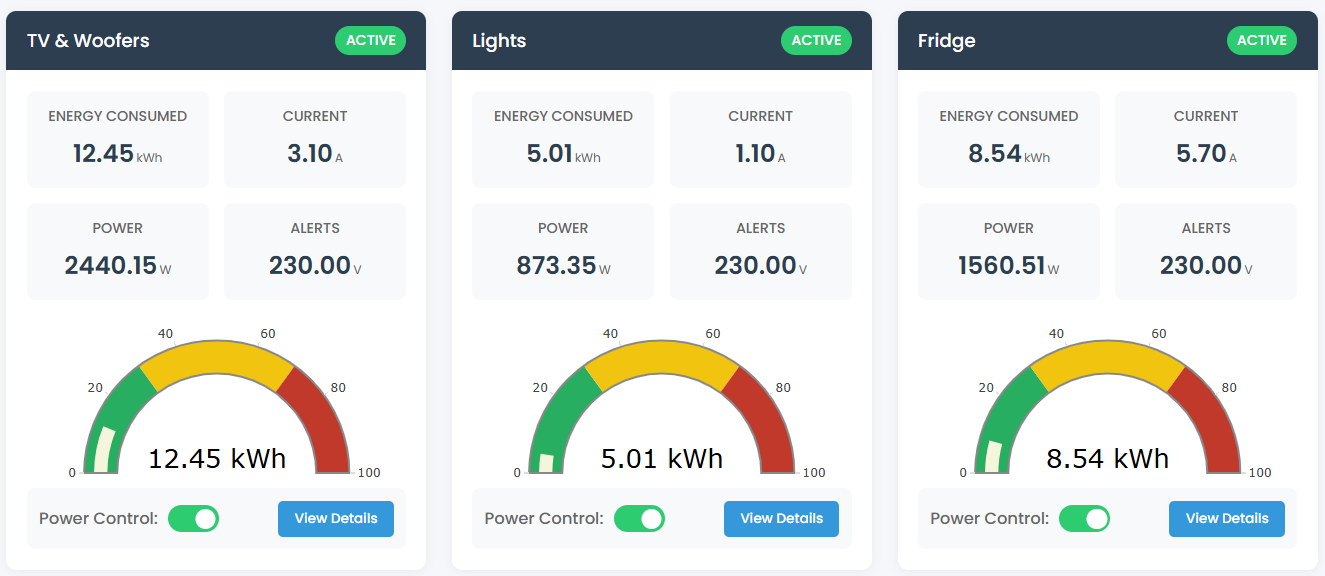 TV & Woofers ACTIVE
ENERGY CONSUMED CURRENT
12.45 kWh 3.10 A
POWER ALERTS
2440.15 W 230.00 V
40 60
20 80
12.45 kWh
0 100
Power Control: View Details
Lights ACTIVE
ENERGY CONSUMED CURRENT
5.01 kWh 1.10 A
POWER ALERTS
873.35 W 230.00 V
40 60
20 80
5.01 kWh
0 100
Power Control: View Details
Fridge ACTIVE
ENERGY CONSUMED CURRENT
8.54 kWh 5.70 A
POWER ALERTS
1560.51 W 230.00 V
40 60
20 80
8.54 kWh
0 100
Power Control: View Details